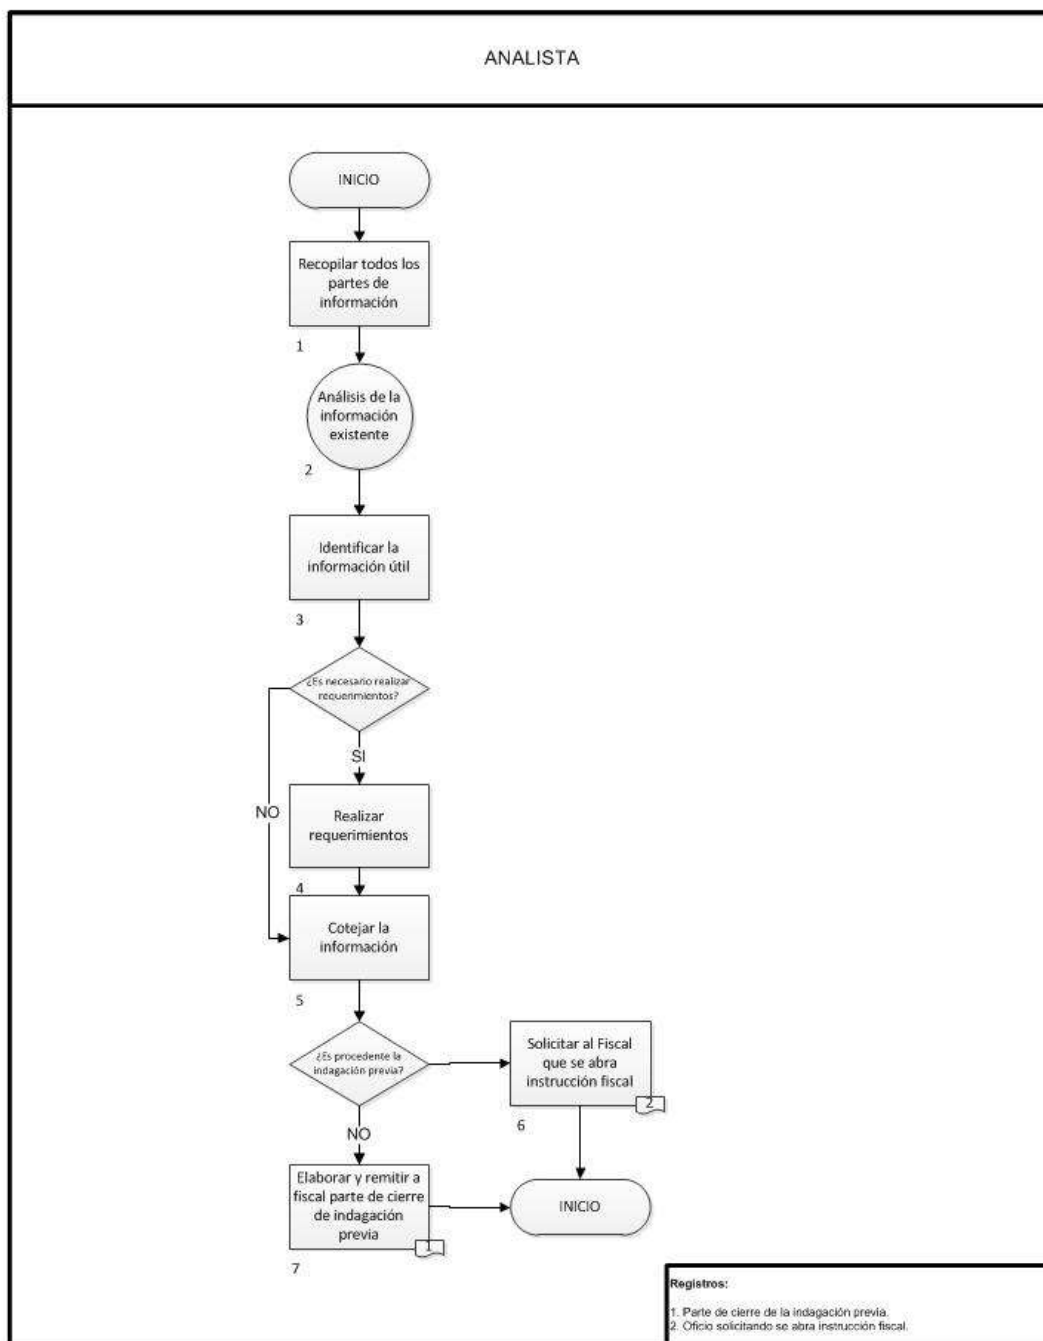 ANALISTA
INICIO
Recopilar todos los
partes de
información
1
Análisis de la
información
existente
2
Identificar la
información útil
3
¿Es necesario realizar
requerimientos?
SI
NO
Realizar
requerimientos
4
Cotejar la
información
5
¿Es procedente la
indagación previa?
Solicitar al Fiscal
que se abra
instrucción fiscal
2
6
NO
Elaborar y remitir a
fiscal parte de cierre
de indagación
previa
1
7
INICIO
Registros:
1. Parte de cierre de la indagación previa.
2. Oficio solicitando se abra instrucción fiscal.